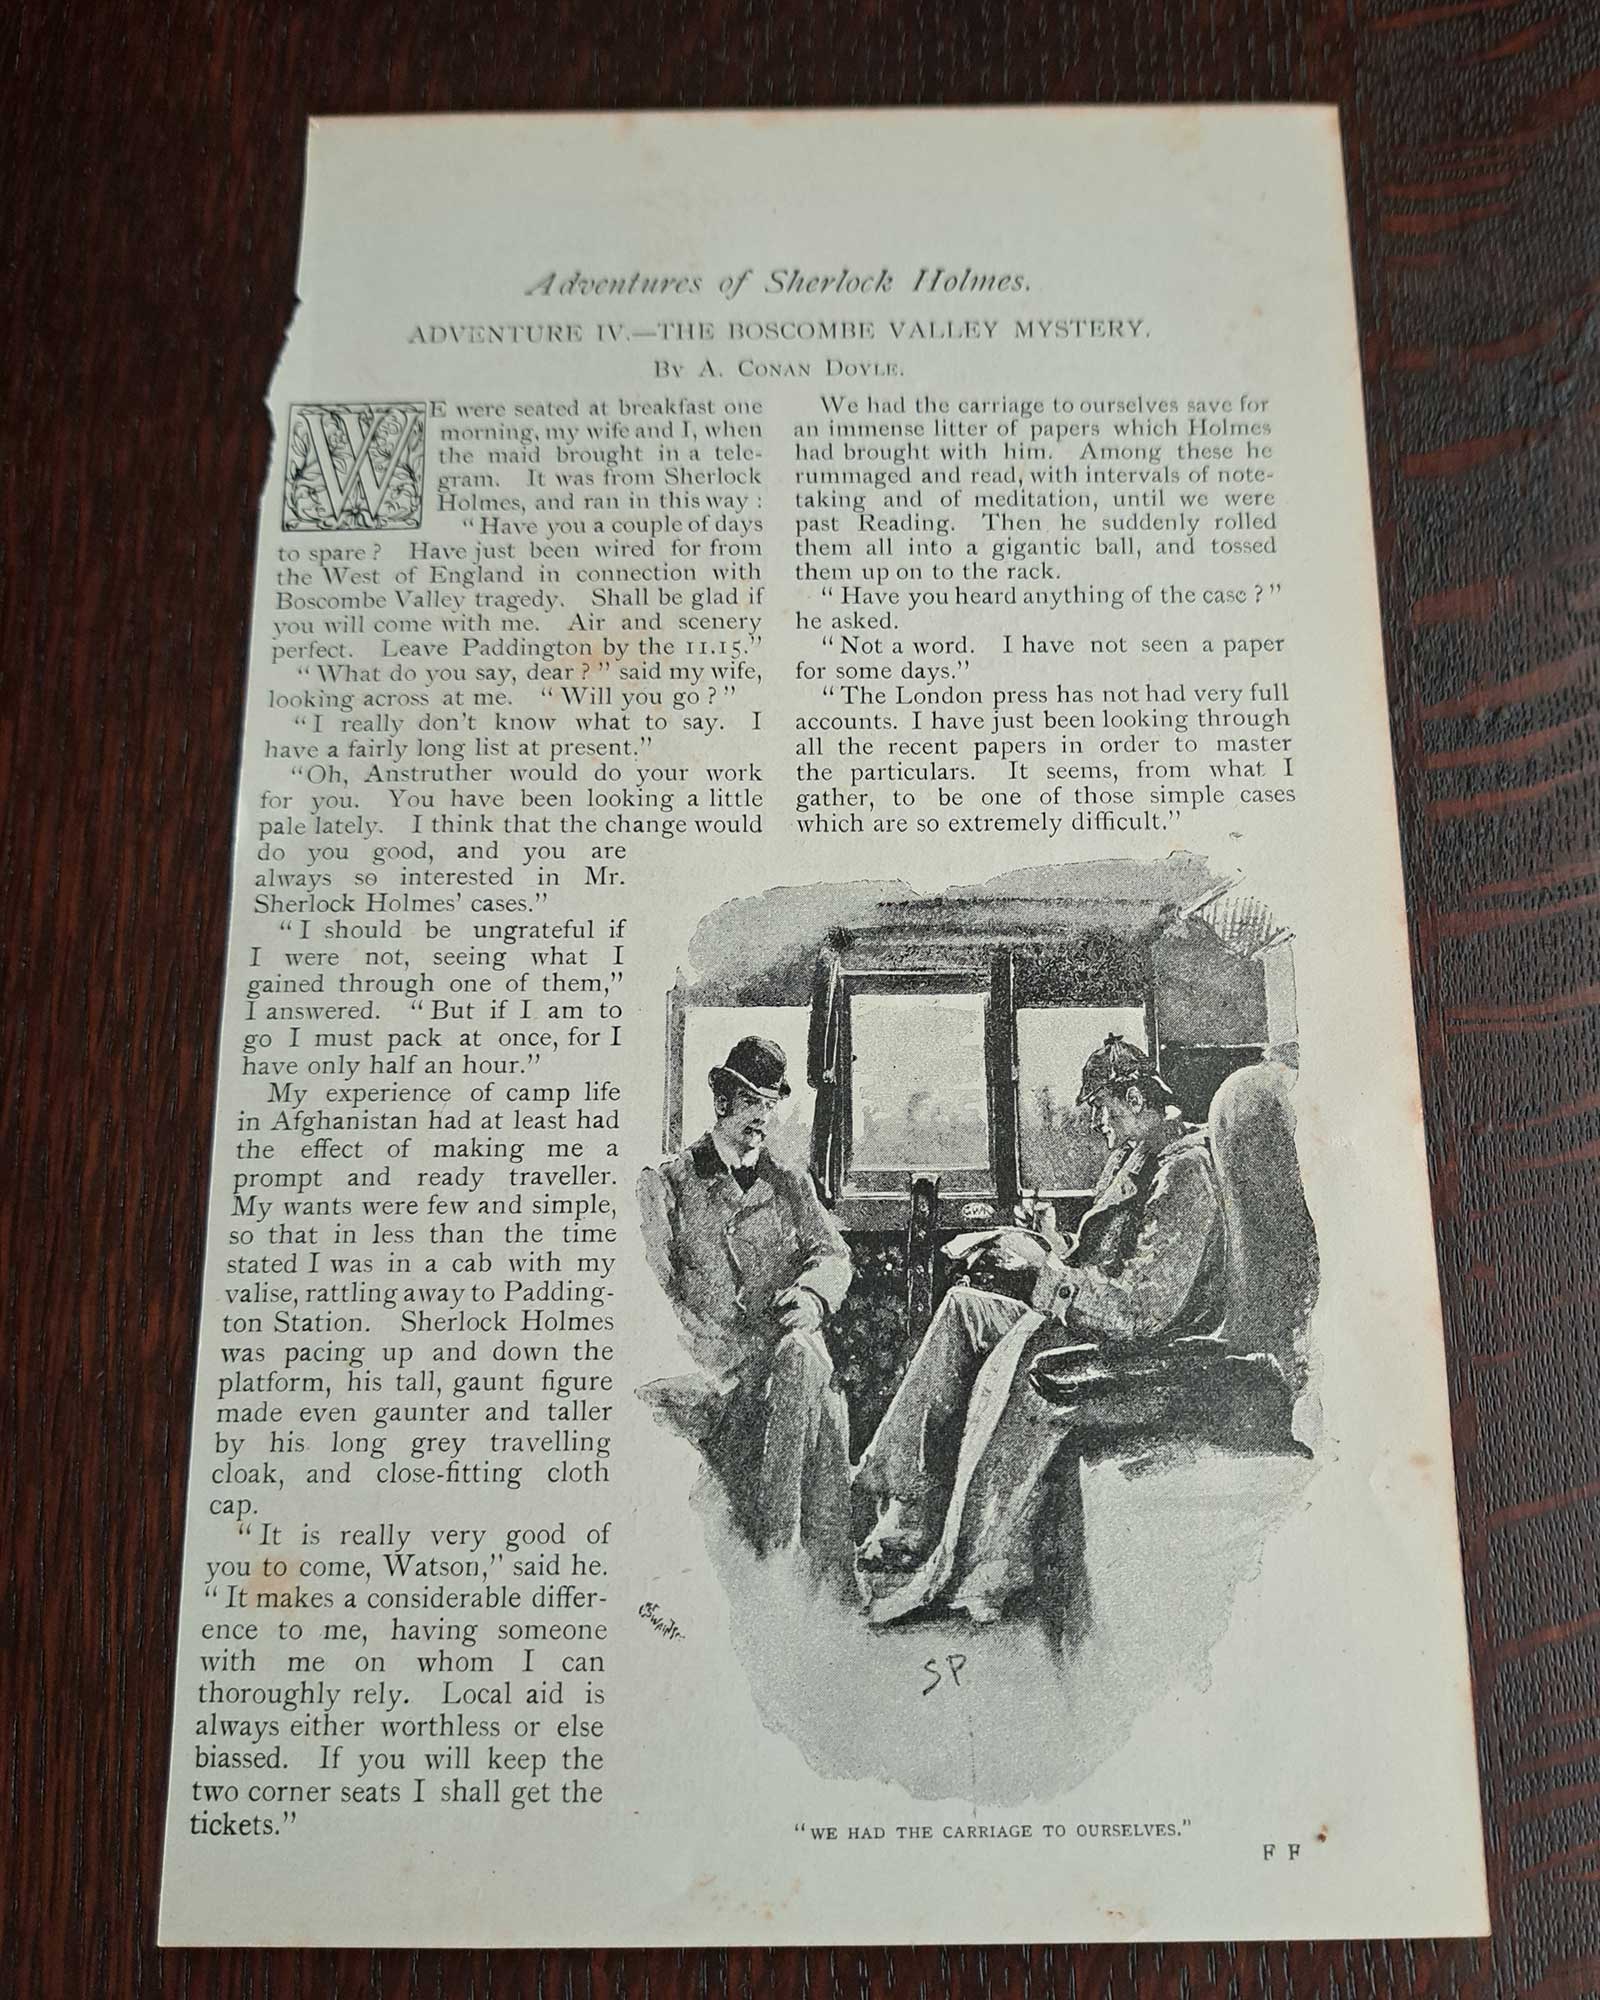 Adventures of Sherlock Holmes.
ADVENTURE IV.—THE BOSCOMBE VALLEY MYSTERY.
By A. Conan Doyle.
WE were seated at breakfast one
morning, my wife and I, when
the maid brought in a tele-
gram. It was from Sherlock
Holmes, and ran in this way :
“Have you a couple of days
to spare ? Have just been wired for from
the West of England in connection with
Boscombe Valley tragedy. Shall be glad if
you will come with me. Air and scenery
perfect. Leave Paddington by the 11.15.”
“What do you say, dear ? ” said my wife,
looking across at me. “Will you go ? ”
“I really don’t know what to say. I
have a fairly long list at present.”
“Oh, Anstruther would do your work
for you. You have been looking a little
pale lately. I think that the change would
do you good, and you are
always so interested in Mr.
Sherlock Holmes’ cases.”
“I should be ungrateful if
I were not, seeing what I
gained through one of them,”
I answered. “But if I am to
go I must pack at once, for I
have only half an hour.”
My experience of camp life
in Afghanistan had at least had
the effect of making me a
prompt and ready traveller.
My wants were few and simple,
so that in less than the time
stated I was in a cab with my
valise, rattling away to Padding-
ton Station. Sherlock Holmes
was pacing up and down the
platform, his tall, gaunt figure
made even gaunter and taller
by his long grey travelling
cloak, and close-fitting cloth
cap.
“It is really very good of
you to come, Watson,” said he.
“It makes a considerable differ-
ence to me, having someone
with me on whom I can
thoroughly rely. Local aid is
always either worthless or else
biassed. If you will keep the
two corner seats I shall get the
tickets.”
We had the carriage to ourselves save for
an immense litter of papers which Holmes
had brought with him. Among these he
rummaged and read, with intervals of note-
taking and of meditation, until we were
past Reading. Then he suddenly rolled
them all into a gigantic ball, and tossed
them up on to the rack.
“Have you heard anything of the case ? ”
he asked.
“Not a word. I have not seen a paper
for some days.”
“The London press has not had very full
accounts. I have just been looking through
all the recent papers in order to master
the particulars. It seems, from what I
gather, to be one of those simple cases
which are so extremely difficult.”
GWR
SP
“WE HAD THE CARRIAGE TO OURSELVES.”
F F